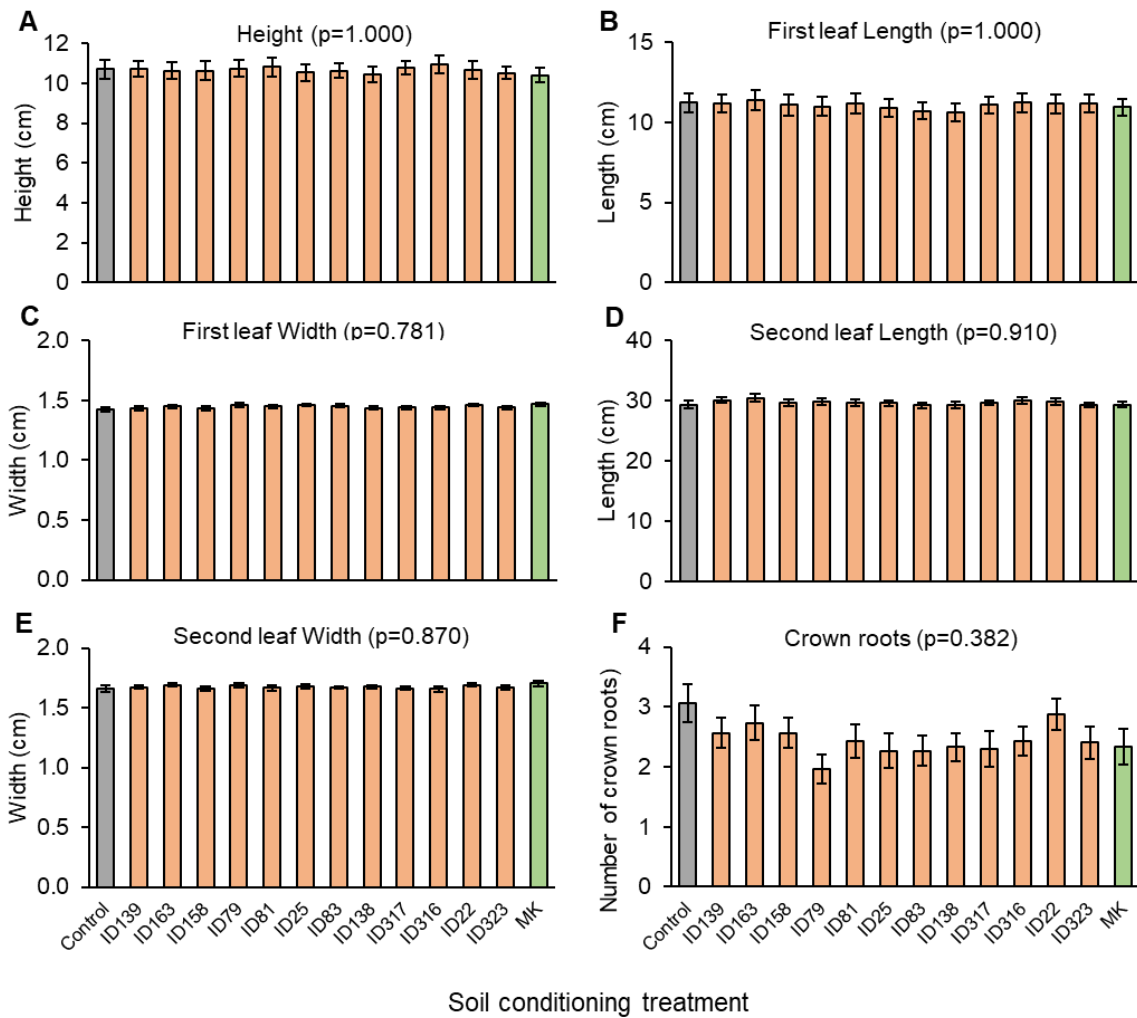 A
Height (p=1.000)
Height (cm)
12
10
8
6
4
2
0
B
First leaf Length (p=1.000)
Length (cm)
15
10
5
0
C
First leaf Width (p=0.781)
Width (cm)
2.0
1.5
1.0
0.5
0.0
D
Second leaf Length (p=0.910)
Length (cm)
40
30
20
10
0
E
Second leaf Width (p=0.870)
Width (cm)
2.0
1.5
1.0
0.5
0.0
Control
ID139
ID163
ID158
ID79
ID81
ID25
ID83
ID138
ID317
ID316
ID22
ID323
MK
F
Crown roots (p=0.382)
Number of crown roots
4
3
2
1
0
Control
ID139
ID163
ID158
ID79
ID81
ID25
ID83
ID138
ID317
ID316
ID22
ID323
MK
Soil conditioning treatment